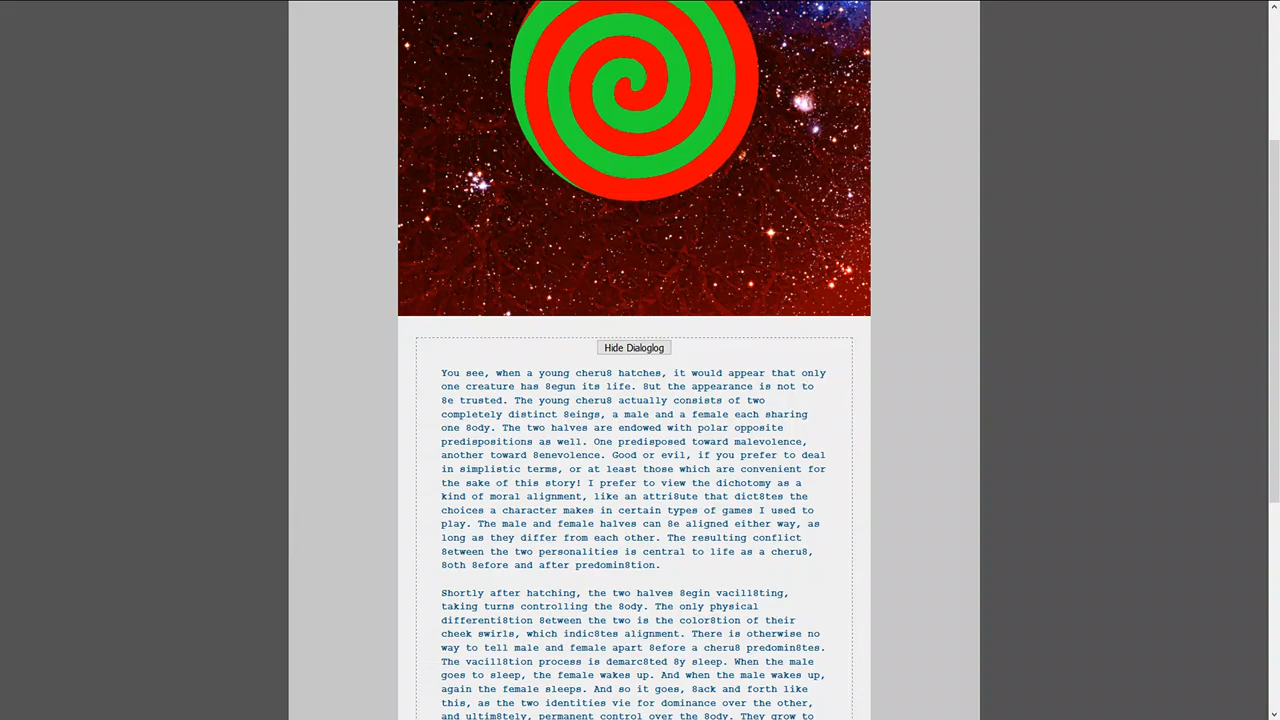 Hide Dialoglog
You see, when a young cheru8 hatches, it would appear that only
one creature has 8egun its life. 8ut the appearance is not to
8e trusted. The young cheru8 actually consists of two
completely distinct 8eings, a male and a female each sharing
one 8ody. The two halves are endowed with polar opposite
predispositions as well. One predisposed toward malevolence,
another toward 8enevolence. Good or evil, if you prefer to deal
in simplistic terms, or at least those which are convenient for
the sake of this story! I prefer to view the dichotomy as a
kind of moral alignment, like an attri8ute that dict8tes the
choices a character makes in certain types of games I used to
play. The male and female halves can 8e aligned either way, as
long as they differ from each other. The resulting conflict
8etween the two personalities is central to life as a cheru8,
8oth 8efore and after predomin8tion.
Shortly after hatching, the two halves 8egin vacill8ting,
taking turns controlling the 8ody. The only physical
differenti8tion 8etween the two is the color8tion of their
cheek swirls, which indic8tes alignment. There is otherwise no
way to tell male and female apart 8efore a cheru8 predomin8tes.
The vacill8tion process is demarc8ted 8y sleep. When the male
goes to sleep, the female wakes up. And when the male wakes up,
again the female sleeps. And so it goes, 8ack and forth like
this, as the two identities vie for dominance over the other,
and ultim8tely, permanent control over the 8ody. They grow to